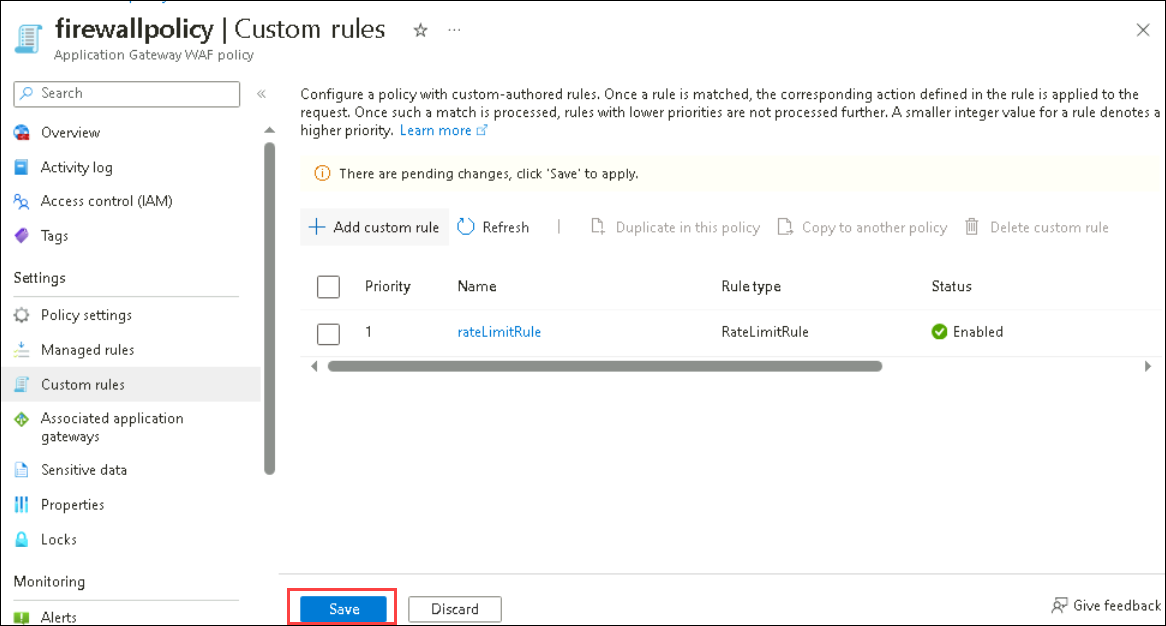 firewallpolicy | Custom rules ☆ ...
Application Gateway WAF policy
Search «
Overview
Activity log
Access control (IAM)
Tags
Settings
Policy settings
Managed rules
Custom rules
Associated application
gateways
Sensitive data
Properties
Locks
Monitoring
Alerts
Configure a policy with custom-authored rules. Once a rule is matched, the corresponding action defined in the rule is applied to the
request. Once such a match is processed, rules with lower priorities are not processed further. A smaller integer value for a rule denotes a
higher priority. Learn more
There are pending changes, click 'Save' to apply.
+ Add custom rule Refresh | Duplicate in this policy Copy to another policy Delete custom rule
Priority Name Rule type Status
1 rateLimitRule RateLimitRule Enabled
Save Discard Give feedback